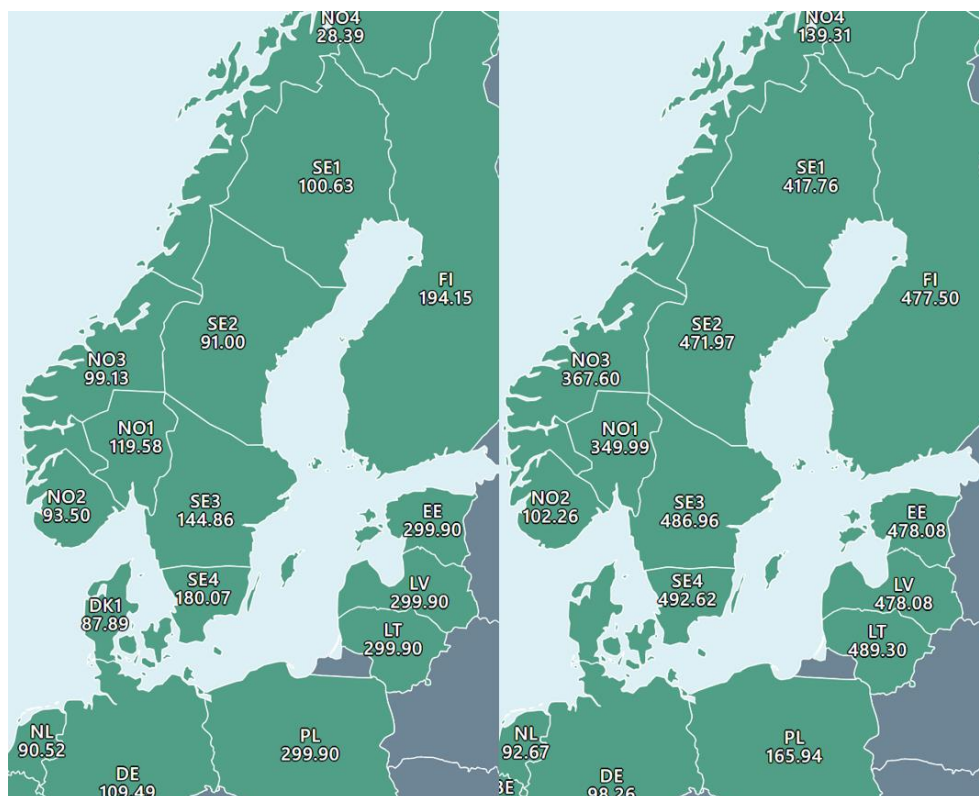 NO4
28.39
SE1
100.63
FI
194.15
SE2
91.00
NO3
99.13
NO1
119.58
NO2
93.50
SE3
144.86
EE
299.90
SE4
180.07
LV
299.90
DK1
87.89
LT
299.90
NL
90.52
PL
299.90
DE
109.49
NO4
139.31
SE1
417.76
FI
477.50
SE2
471.97
NO3
367.60
NO1
349.99
NO2
102.26
SE3
486.96
EE
478.08
SE4
492.62
LV
478.08
LT
489.30
NL
92.67
PL
165.94
DE
98.26
BE